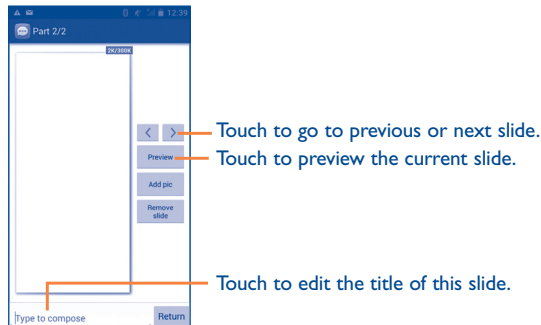 12:39
Part 2/2
2K/300K
Touch to go to previous or next slide.
Preview
Touch to preview the current slide.
Add pic
Remove
slide
Touch to edit the title of this slide.
Type to compose
Return